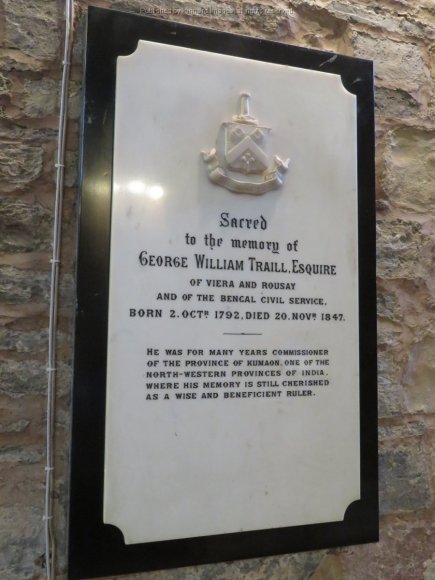 Sacred
to the memory of
GEORGE WILLIAM TRAILL, ESQUIRE
OF VIERA AND ROUSAY
AND OF THE BENGAL CIVIL SERVICE,
BORN 2. OCTR. 1792, DIED 20. NOVR. 1847.
HE WAS FOR MANY YEARS COMMISSIONER
OF THE PROVINCE OF KUMAON, ONE OF THE
NORTH-WESTERN PROVINCES OF INDIA,
WHERE HIS MEMORY IS STILL CHERISHED
AS A WISE AND BENEFICIENT RULER.